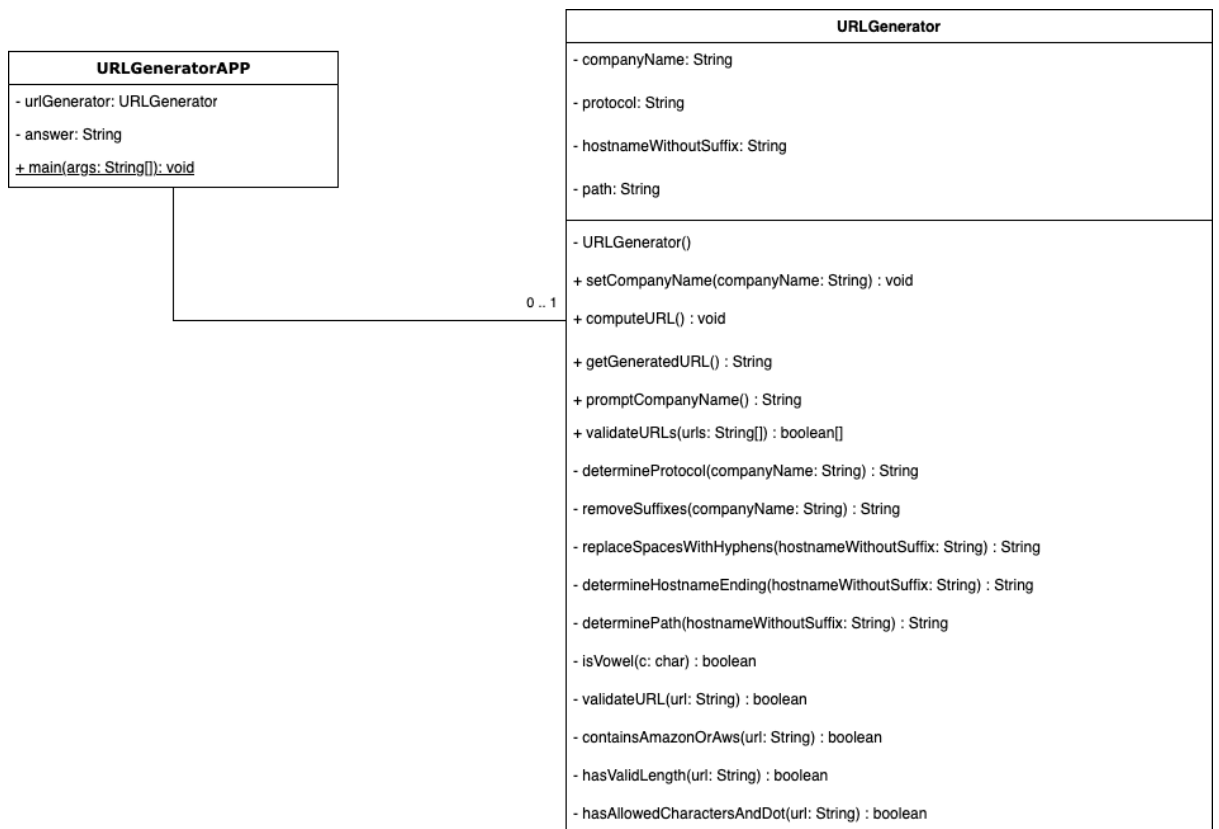 URLGeneratorAPP
- urlGenerator: URLGenerator
- answer: String
+ main(args: String[]): void
0 .. 1
URLGenerator
- companyName: String
- protocol: String
- hostnameWithoutSuffix: String
- path: String
- URLGenerator()
+ setCompanyName(companyName: String) : void
+ computeURL() : void
+ getGeneratedURL() : String
+ promptCompanyName() : String
+ validateURLs(urls: String[]) : boolean[]
- determineProtocol(companyName: String) : String
- removeSuffixes(companyName: String) : String
- replaceSpacesWithHyphens(hostnameWithoutSuffix: String) : String
- determineHostnameEnding(hostnameWithoutSuffix: String) : String
- determinePath(hostnameWithoutSuffix: String) : String
- isVowel(c: char) : boolean
- validateURL(url: String) : boolean
- containsAmazonOrAws(url: String) : boolean
- hasValidLength(url: String) : boolean
- hasAllowedCharactersAndDot(url: String) : boolean